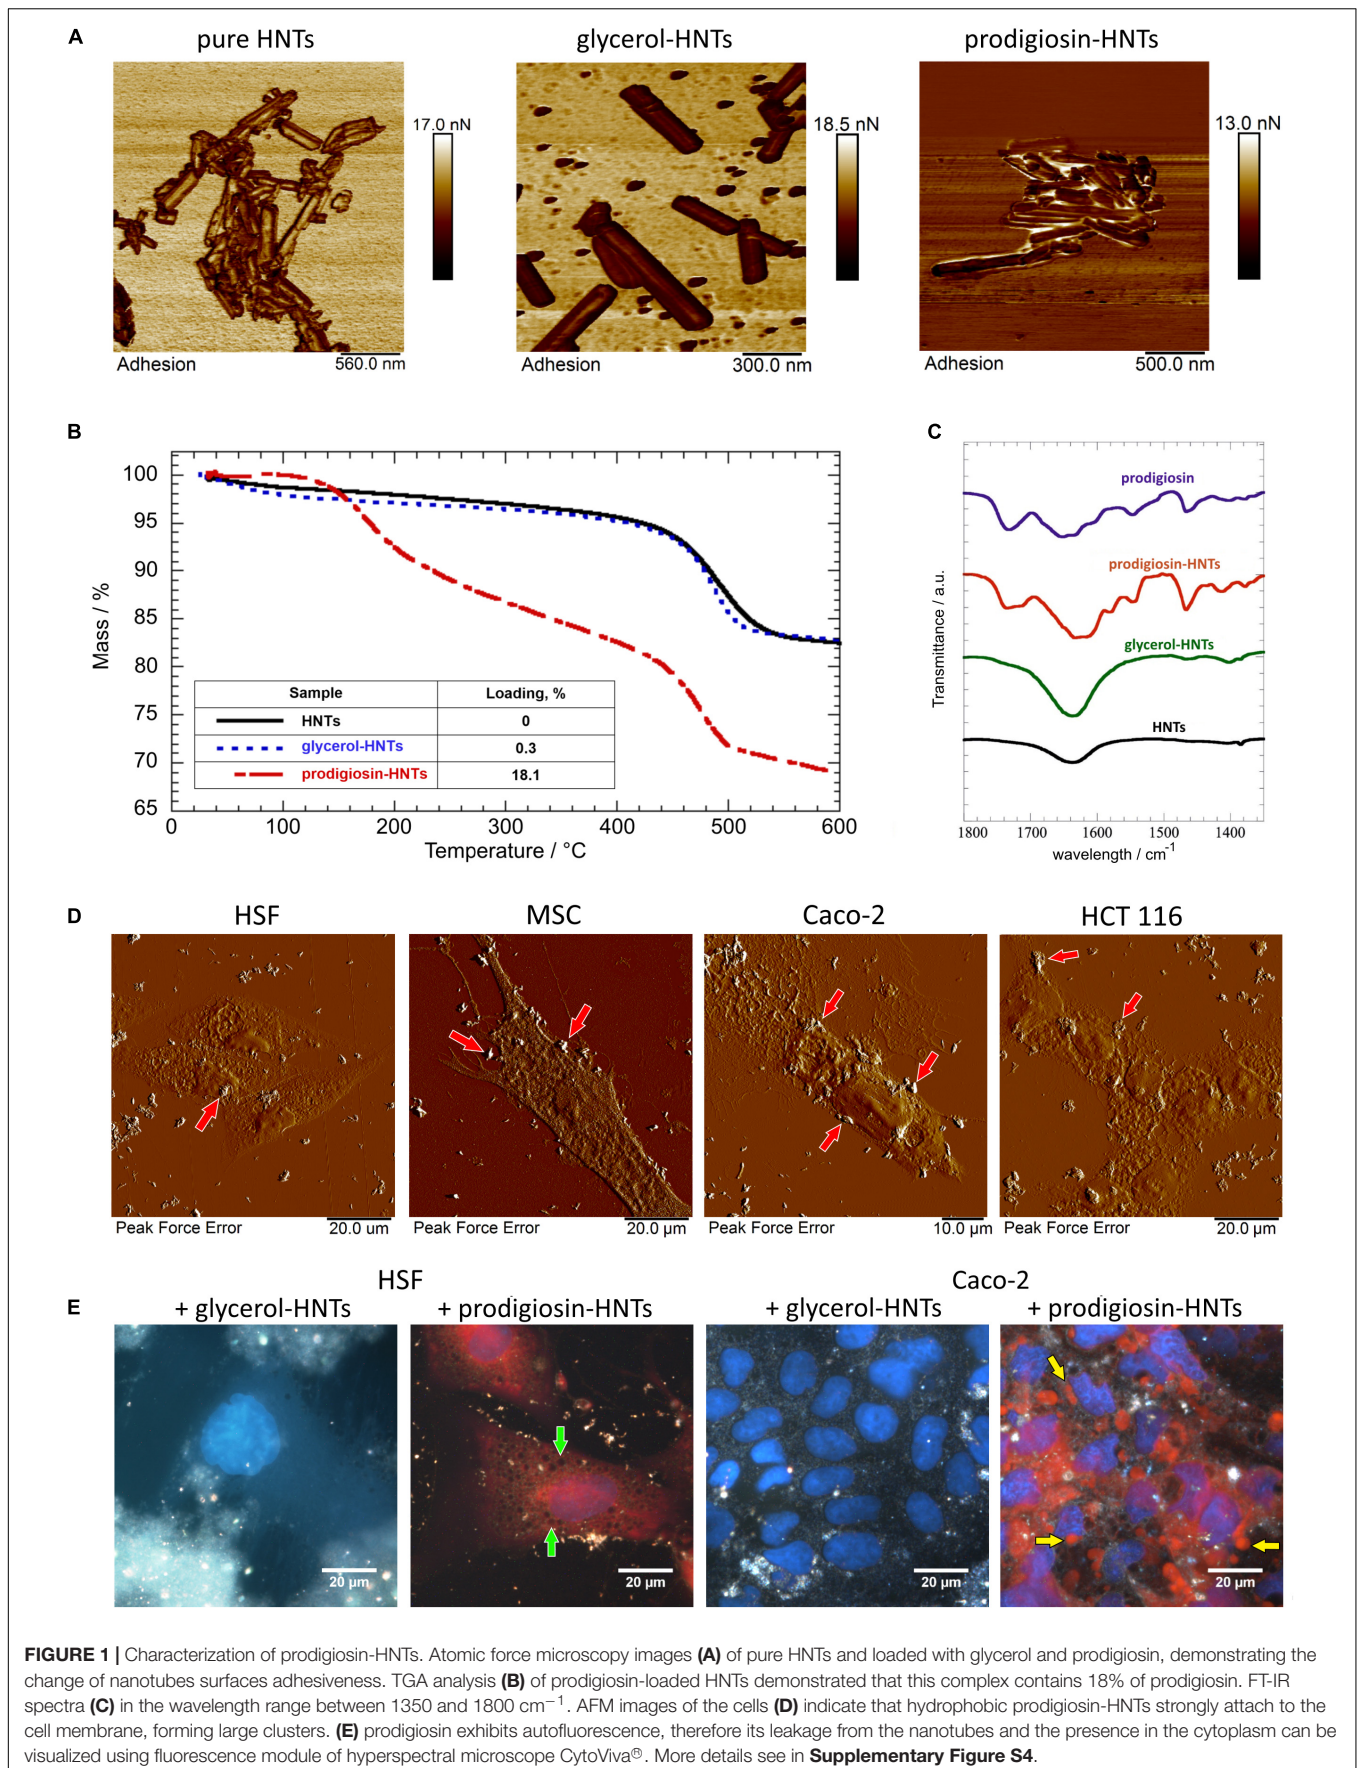 A
pure HNTs
glycerol-HNTs
prodigiosin-HNTs
17.0 nN
18.5 nN
13.0 nN
Adhesion
560.0 nm
Adhesion
300.0 nm
Adhesion
500.0 nm
B
100
95
90
85
80
75
70
65
Mass / %
0
100
200
300
400
500
600
Temperature / °C
Sample Loading, %
HNTs 0
glycerol-HNTs 0.3
prodigiosin-HNTs 18.1
C
prodigiosin
prodigiosin-HNTs
glycerol-HNTs
HNTs
Transmittance / a.u.
1800
1700
1600
1500
1400
wavelength / cm-1
D
HSF
MSC
Caco-2
HCT 116
Peak Force Error
20.0 um
Peak Force Error
20.0 µm
Peak Force Error
10.0 µm
Peak Force Error
20.0 µm
E
HSF
Caco-2
+ glycerol-HNTs
+ prodigiosin-HNTs
+ glycerol-HNTs
+ prodigiosin-HNTs
20 µm
20 µm
20 µm
20 µm
FIGURE 1 | Characterization of prodigiosin-HNTs. Atomic force microscopy images (A) of pure HNTs and loaded with glycerol and prodigiosin, demonstrating the
change of nanotubes surfaces adhesiveness. TGA analysis (B) of prodigiosin-loaded HNTs demonstrated that this complex contains 18% of prodigiosin. FT-IR
spectra (C) in the wavelength range between 1350 and 1800 cm−1. AFM images of the cells (D) indicate that hydrophobic prodigiosin-HNTs strongly attach to the
cell membrane, forming large clusters. (E) prodigiosin exhibits autofluorescence, therefore its leakage from the nanotubes and the presence in the cytoplasm can be
visualized using fluorescence module of hyperspectral microscope CytoViva®. More details see in Supplementary Figure S4.